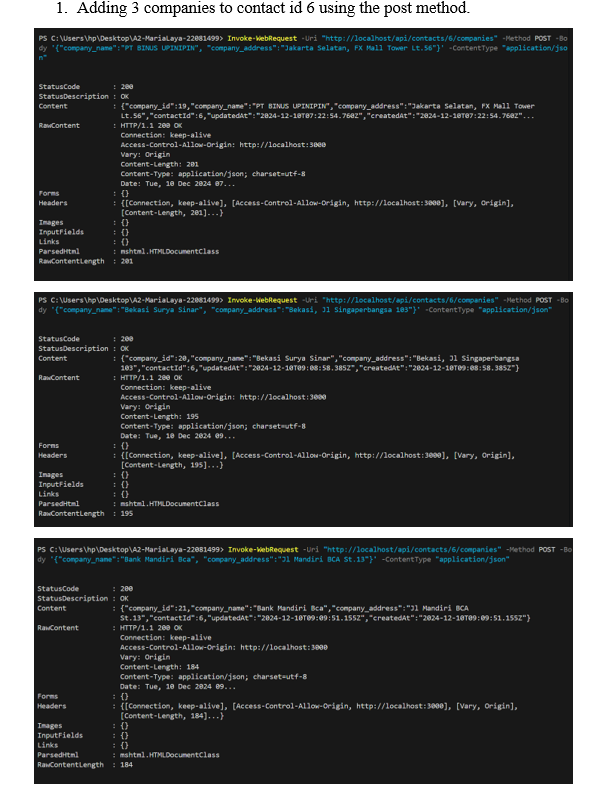 1. Adding 3 companies to contact id 6 using the post method.
PS C:\Users\hp\Desktop\A2-MariaLaya-22081499> Invoke-WebRequest -Uri "http://localhost/api/contacts/6/companies" -Method POST -Bo
dy '{"company_name":"PT BINUS UPINIPIN", "company_address":"Jakarta Selatan, FX Mall Tower Lt.56"}' -ContentType "application/jso
n"
StatusCode : 200
StatusDescription : OK
Content : {"company_id":19,"company_name":"PT BINUS UPINIPIN","company_address":"Jakarta Selatan, FX Mall Tower
Lt.56","contactId":6,"updatedAt":"2024-12-10T07:22:54.760Z","createdAt":"2024-12-10T07:22:54.760Z"...
RawContent : HTTP/1.1 200 OK
Connection: keep-alive
Access-Control-Allow-Origin: http://localhost:3000
Vary: Origin
Content-Length: 201
Content-Type: application/json; charset=utf-8
Date: Tue, 10 Dec 2024 07...
Forms : {}
Headers : {[Connection, keep-alive], [Access-Control-Allow-Origin, http://localhost:3000], [Vary, Origin],
[Content-Length, 201]...}
Images : {}
InputFields : {}
Links : {}
ParsedHtml : mshtml.HTMLDocumentClass
RawContentLength : 201
PS C:\Users\hp\Desktop\A2-MariaLaya-22081499> Invoke-WebRequest -Uri "http://localhost/api/contacts/6/companies" -Method POST -Bo
dy '{"company_name":"Bekasi Surya Sinar", "company_address":"Bekasi, Jl Singaperbangsa 103"}' -ContentType "application/json"
StatusCode : 200
StatusDescription : OK
Content : {"company_id":20,"company_name":"Bekasi Surya Sinar","company_address":"Bekasi, Jl Singaperbangsa
103","contactId":6,"updatedAt":"2024-12-10T09:08:58.385Z","createdAt":"2024-12-10T09:08:58.385Z"}
RawContent : HTTP/1.1 200 OK
Connection: keep-alive
Access-Control-Allow-Origin: http://localhost:3000
Vary: Origin
Content-Length: 195
Content-Type: application/json; charset=utf-8
Date: Tue, 10 Dec 2024 09...
Forms : {}
Headers : {[Connection, keep-alive], [Access-Control-Allow-Origin, http://localhost:3000], [Vary, Origin],
[Content-Length, 195]...}
Images : {}
InputFields : {}
Links : {}
ParsedHtml : mshtml.HTMLDocumentClass
RawContentLength : 195
PS C:\Users\hp\Desktop\A2-MariaLaya-22081499> Invoke-WebRequest -Uri "http://localhost/api/contacts/6/companies" -Method POST -Bo
dy '{"company_name":"Bank Mandiri Bca", "company_address":"Jl Mandiri BCA St.13"}' -ContentType "application/json"
StatusCode : 200
StatusDescription : OK
Content : {"company_id":21,"company_name":"Bank Mandiri Bca","company_address":"Jl Mandiri BCA
St.13","contactId":6,"updatedAt":"2024-12-10T09:09:51.155Z","createdAt":"2024-12-10T09:09:51.155Z"}
RawContent : HTTP/1.1 200 OK
Connection: keep-alive
Access-Control-Allow-Origin: http://localhost:3000
Vary: Origin
Content-Length: 184
Content-Type: application/json; charset=utf-8
Date: Tue, 10 Dec 2024 09...
Forms : {}
Headers : {[Connection, keep-alive], [Access-Control-Allow-Origin, http://localhost:3000], [Vary, Origin],
[Content-Length, 184]...}
Images : {}
InputFields : {}
Links : {}
ParsedHtml : mshtml.HTMLDocumentClass
RawContentLength : 184